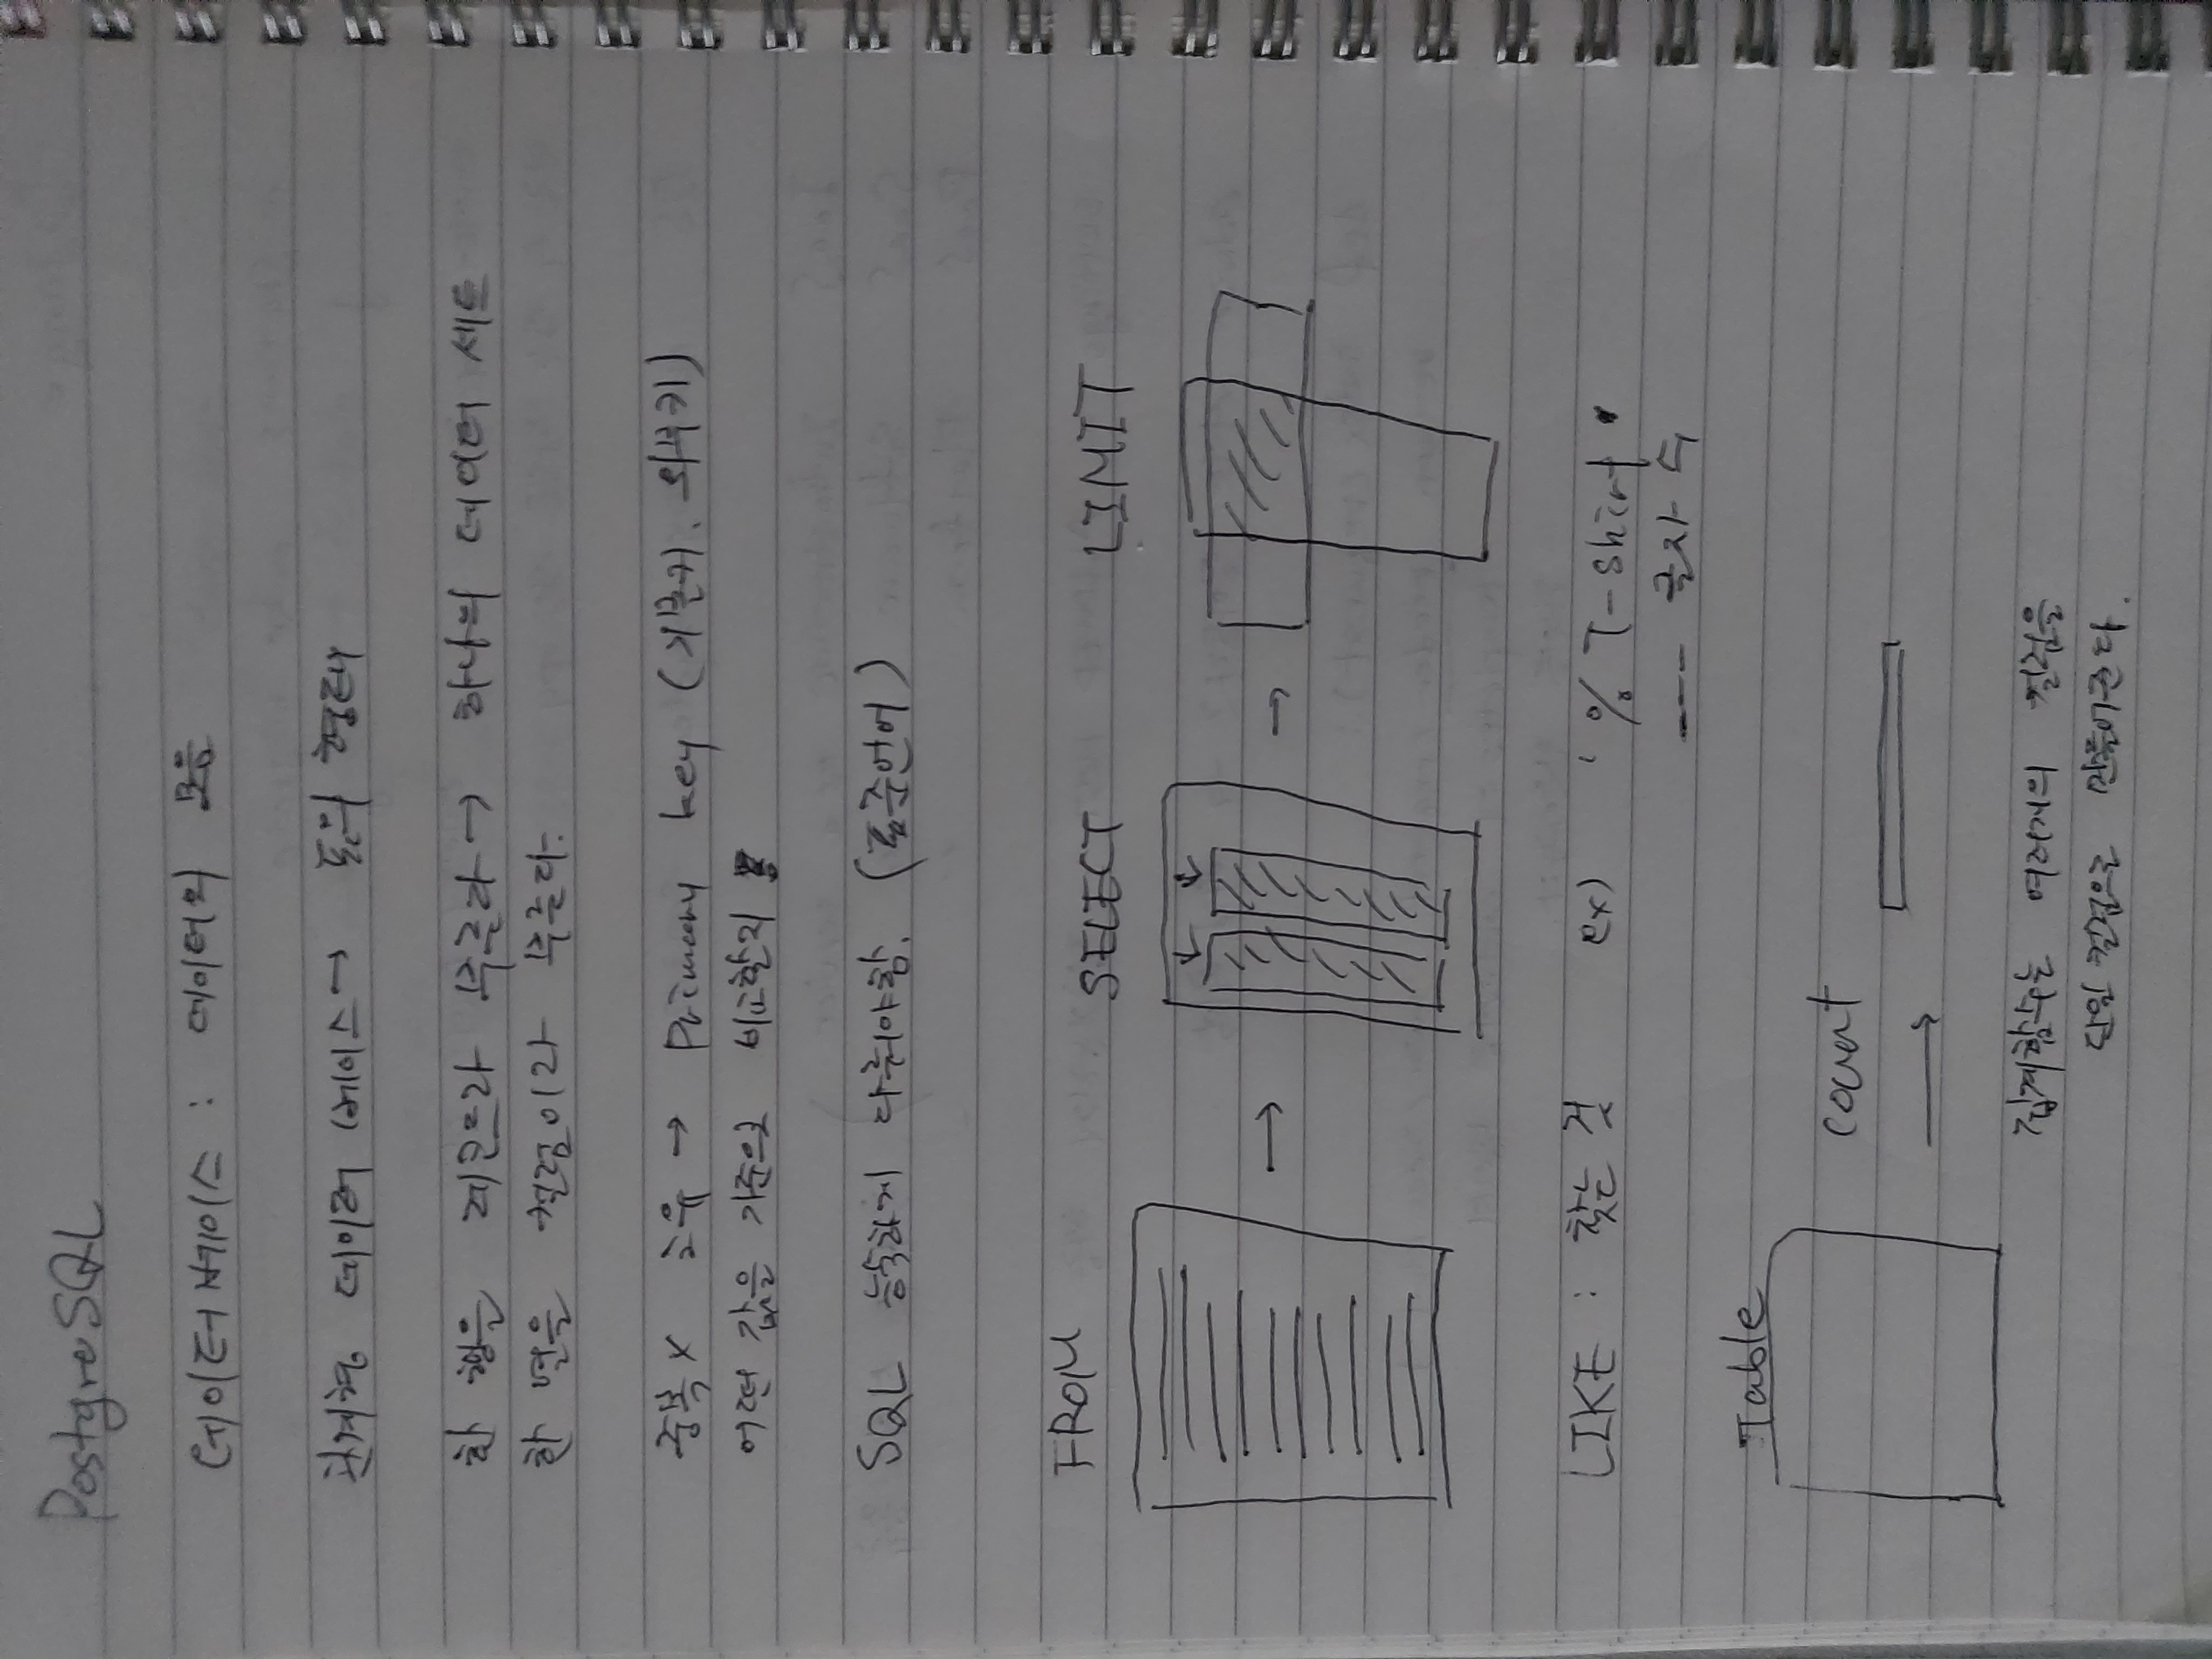 PostgreSQL
데이터베이스 : 데이터의 모음
관계형 데이터 베이스 → 표의 형태
한 행을 레코드라 부른다 → 하나의 데이터 세트
한 열을 컬럼이라 부른다.
중복 X 고유 → Primary key (기본키, 외부키)
어떤 값을 기준으로 비교할지
SQL 능숙하게 다뤄야함. (표준언어)
FROM
SELECT
LIMIT
LIKE : 찾는 것 ex) '% T-shirt '
--- 글자 수
Table
count
집계함수는 여러개의 컬럼을
단일 컬럼으로 만들어준다.